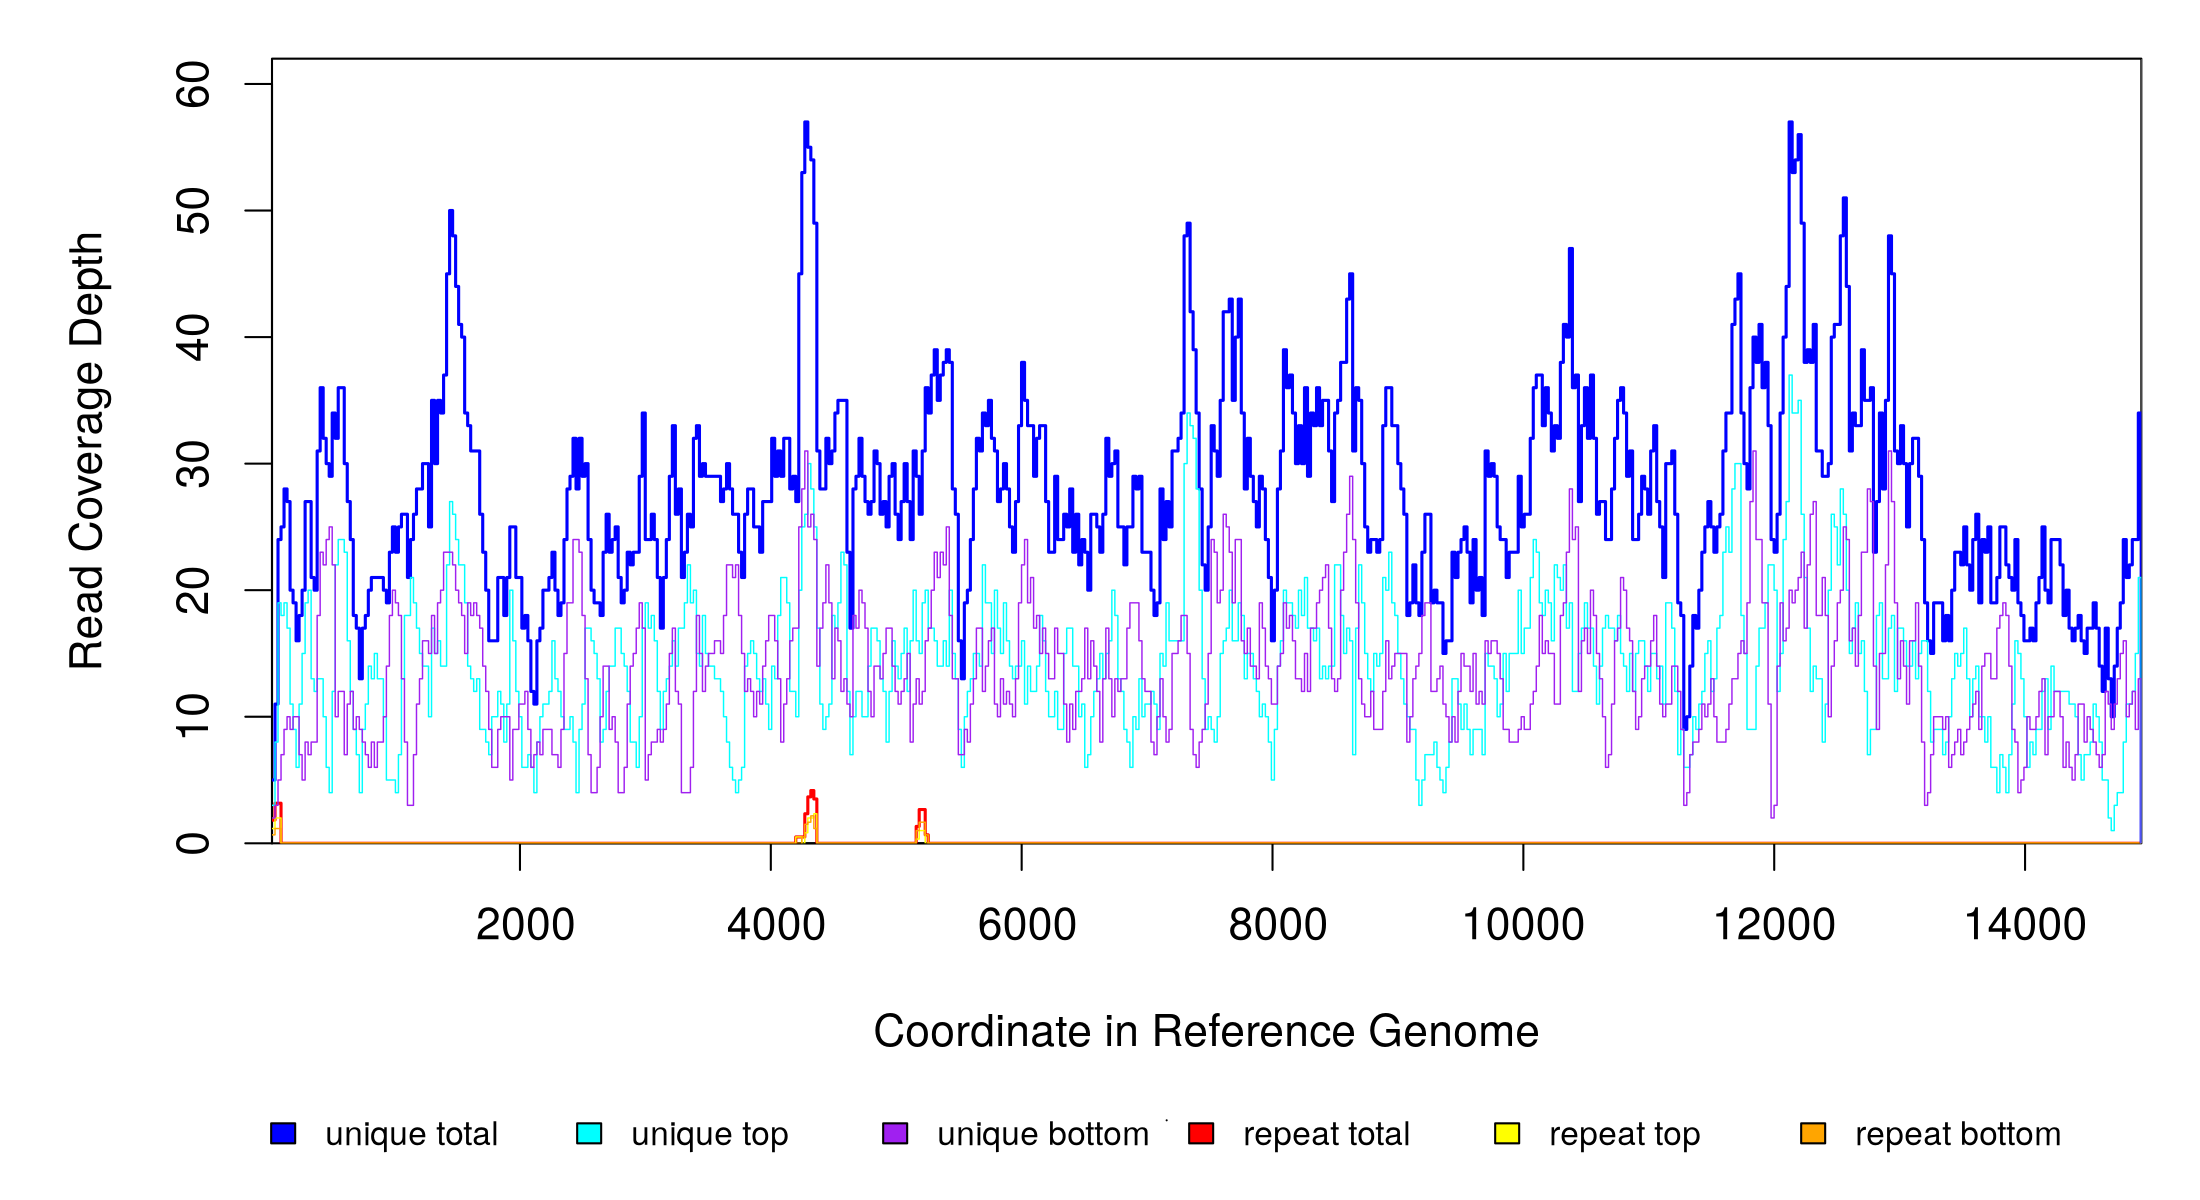 60
50
40
30
20
10
0
Read Coverage Depth
2000 4000 6000 8000 10000 12000 14000
Coordinate in Reference Genome
unique total unique top unique bottom repeat total repeat top repeat bottom